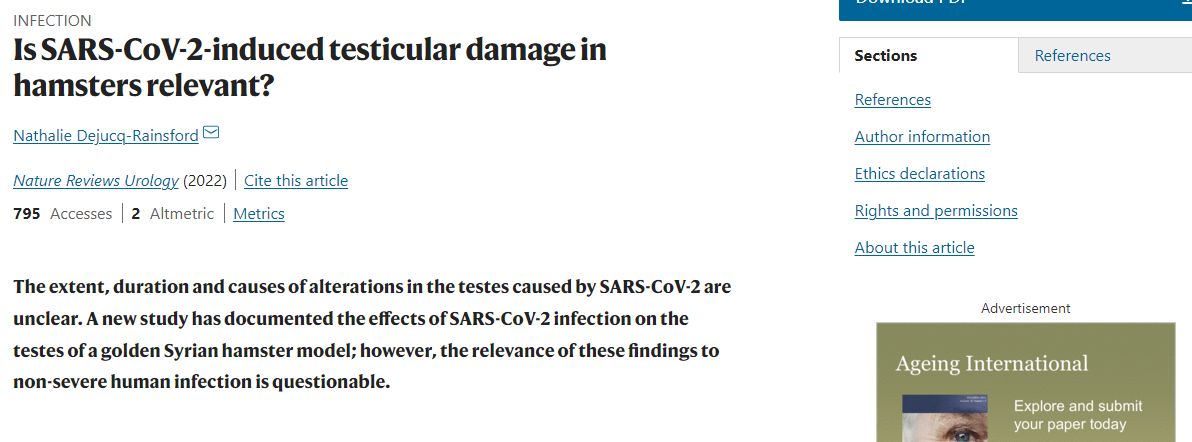 INFECTION
Is SARS-CoV-2-induced testicular damage in
hamsters relevant?
Nathalie Dejucq-Rainsford
Nature Reviews Urology (2022) Cite this article
795 Accesses 2 Altmetric Metrics
The extent, duration and causes of alterations in the testes caused by SARS-CoV-2 are
unclear. A new study has documented the effects of SARS-CoV-2 infection on the
testes of a golden Syrian hamster model; however, the relevance of these findings to
non-severe human infection is questionable.
Download PDF
Sections References
References
Author information
Ethics declarations
Rights and permissions
About this article
Advertisement
Ageing International
Explore and submit
your paper today